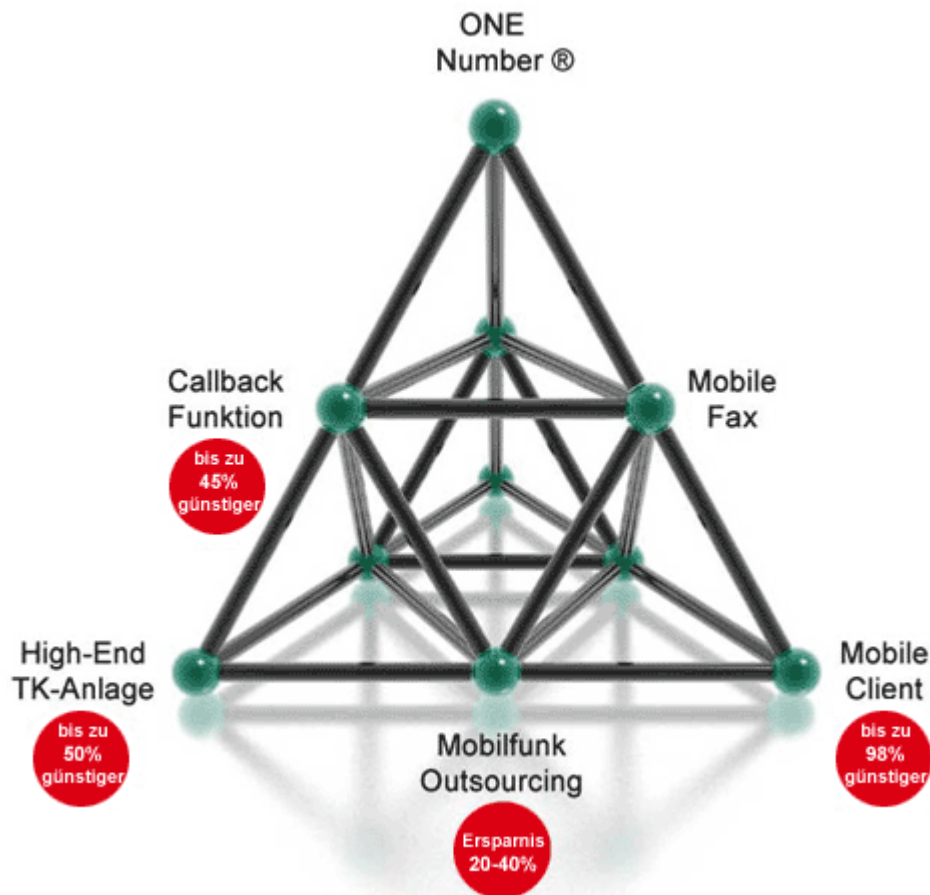 ONE
Number ®
Callback
Funktion
bis zu
45%
günstiger
Mobile
Fax
High-End
TK-Anlage
bis zu
50%
günstiger
Mobilfunk
Outsourcing
Ersparnis
20-40%
Mobile
Client
bis zu
98%
günstiger